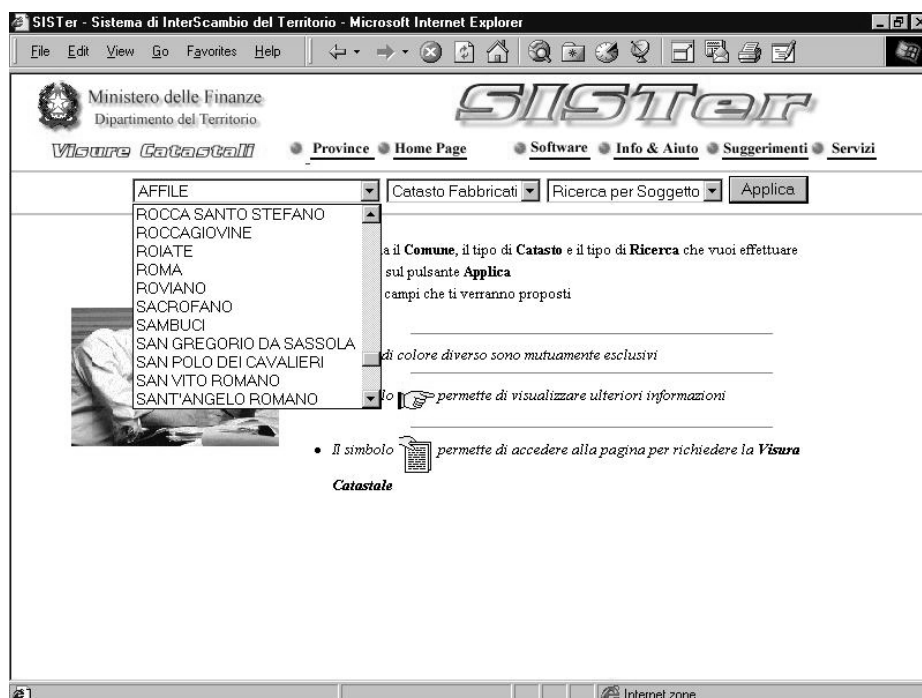 SISTer - Sistema di InterScambio del Territorio - Microsoft Internet Explorer
File Edit View Go Favorites Help
Ministero delle Finanze
Dipartimento del Territorio
SISTer
Visure Catastali
Province Home Page Software Info & Aiuto Suggerimenti Servizi
AFFILE Catasto Fabbricati Ricerca per Soggetto Applica
ROCCA SANTO STEFANO
ROCCAGIOVINE
ROIATE
ROMA
ROVIANO
SACROFANO
SAMBUCI
SAN GREGORIO DA SASSOLA
SAN POLO DEI CAVALIERI
SAN VITO ROMANO
SANT'ANGELO ROMANO
il Comune, il tipo di Catasto e il tipo di Ricerca che vuoi effettuare
sul pulsante Applica
campi che ti verranno proposti
di colore diverso sono mutuamente esclusivi
permette di visualizzare ulteriori informazioni
• Il simbolo permette di accedere alla pagina per richiedere la Visura
Catastale
Internet zone